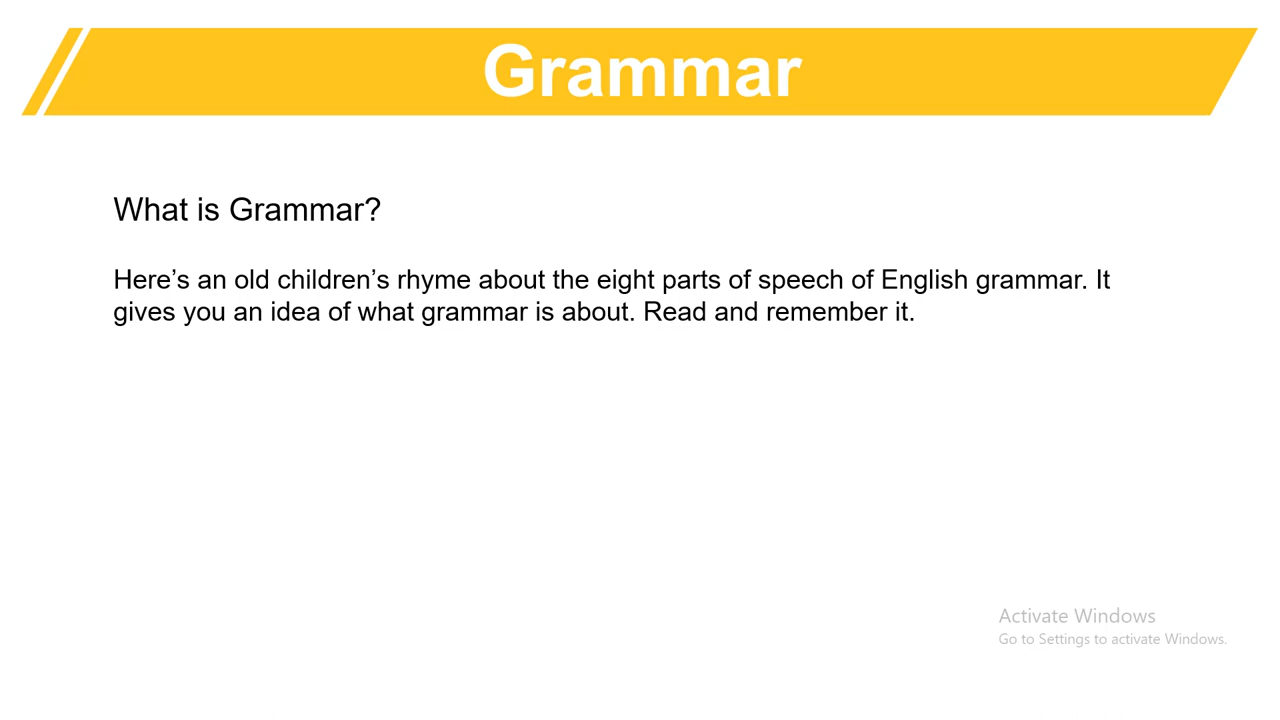 Grammar
What is Grammar?
Here’s an old children’s rhyme about the eight parts of speech of English grammar. It
gives you an idea of what grammar is about. Read and remember it.
Activate Windows
Go to Settings to activate Windows.